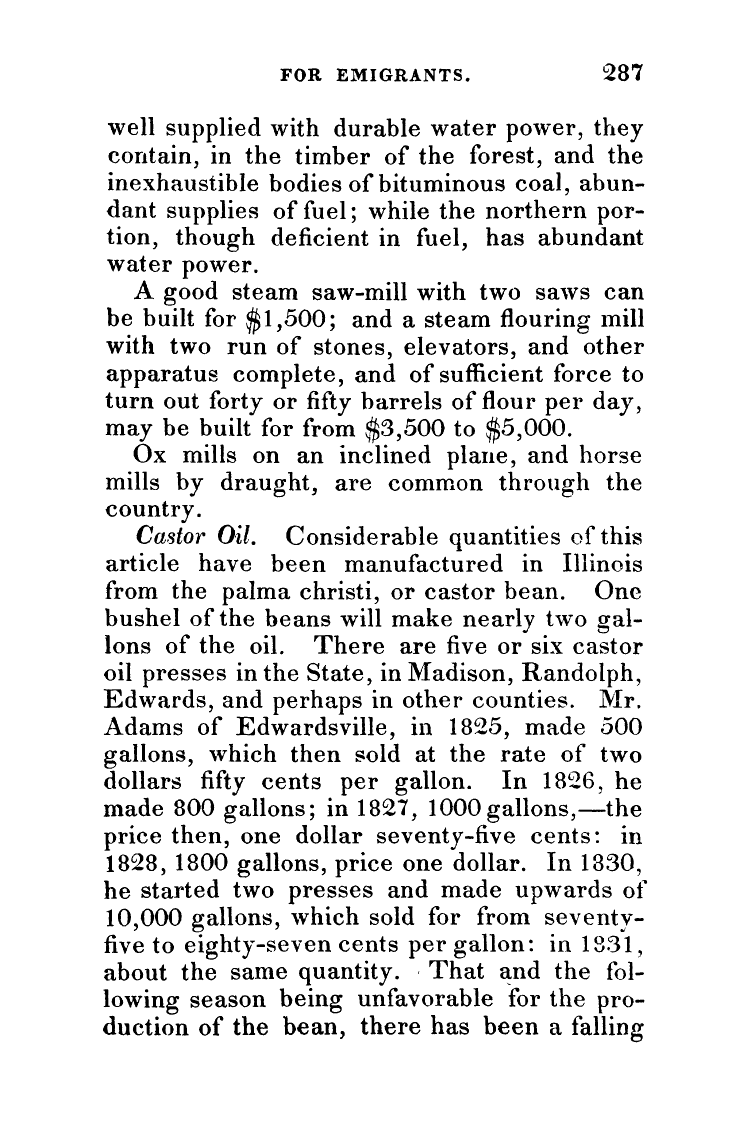 FOR EMIGRANTS. 287
well supplied with durable water power, they
contain, in the timber of the forest, and the
inexhaustible bodies of bituminous coal, abun-
dant supplies of fuel; while the northern por-
tion, though deficient in fuel, has abundant
water power.
A good steam saw-mill with two saws can
be built for $1,500; and a steam flouring mill
with two run of stones, elevators, and other
apparatus complete, and of sufficient force to
turn out forty or fifty barrels of flour per day,
may be built for from $3,500 to $5,000.
Ox mills on an inclined plane, and horse
mills by draught, are common through the
country.
Castor Oil. Considerable quantities of this
article have been manufactured in Illinois
from the palma christi, or castor bean. One
bushel of the beans will make nearly two gal-
lons of the oil. There are five or six castor
oil presses in the State, in Madison, Randolph,
Edwards, and perhaps in other counties. Mr.
Adams of Edwardsville, in 1825, made 500
gallons, which then sold at the rate of two
dollars fifty cents per gallon. In 1826, he
made 800 gallons; in 1827, 1000 gallons,—the
price then, one dollar seventy-five cents: in
1828, 1800 gallons, price one dollar. In 1830,
he started two presses and made upwards of
10,000 gallons, which sold for from seventy-
five to eighty-seven cents per gallon: in 1831,
about the same quantity. That and the fol-
lowing season being unfavorable for the pro-
duction of the bean, there has been a falling